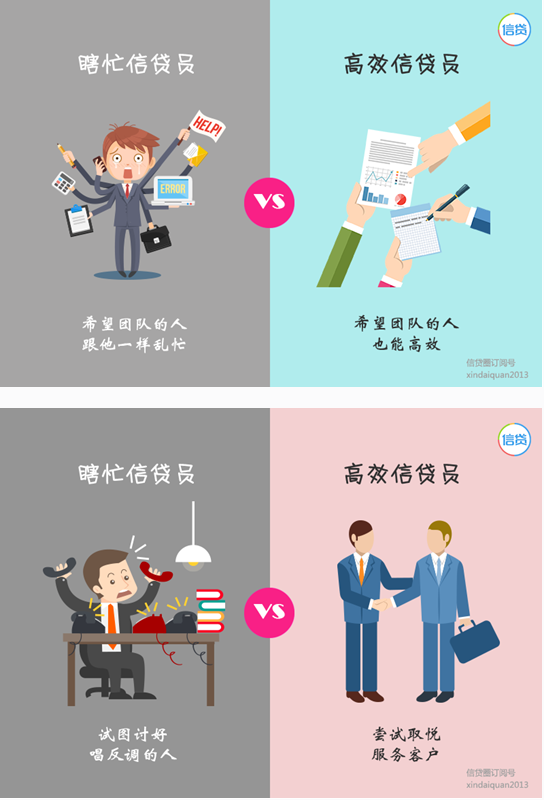 信贷
瞎忙信贷员
高效信贷员
HELP!
ERROR
VS
希望团队的人
跟他一样乱忙
希望团队的人
也能高效
信贷圈订阅号
xindaiquan2013
信贷
瞎忙信贷员
高效信贷员
VS
试图讨好
唱反调的人
尝试取悦
服务客户
信贷圈订阅号
xindaiquan2013